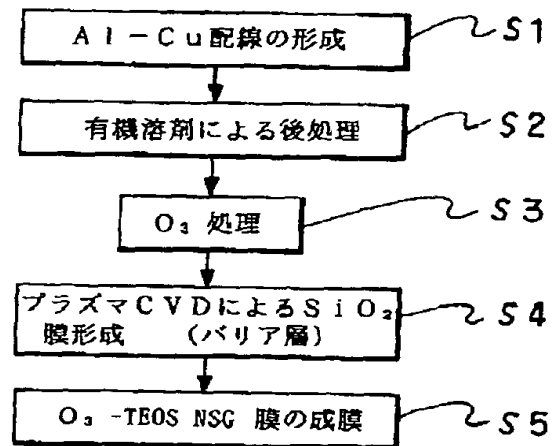 Al-Cu配線の形成 S1
有機溶剤による後処理 S2
O₃ 処理 S3
プラズマCVDによるSiO₂ S4
膜形成 (バリア層)
O₃-TEOS NSG 膜の成膜 S5